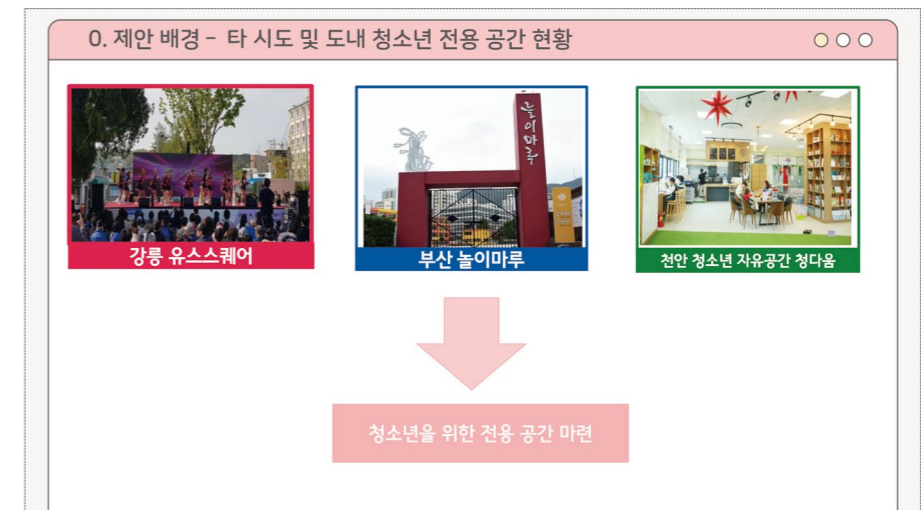 0. 제안 배경 - 타 시도 및 도내 청소년 전용 공간 현황
놀이마루
강릉 유스스퀘어
부산 놀이마루
천안 청소년 자유공간 청다움
청소년을 위한 전용 공간 마련